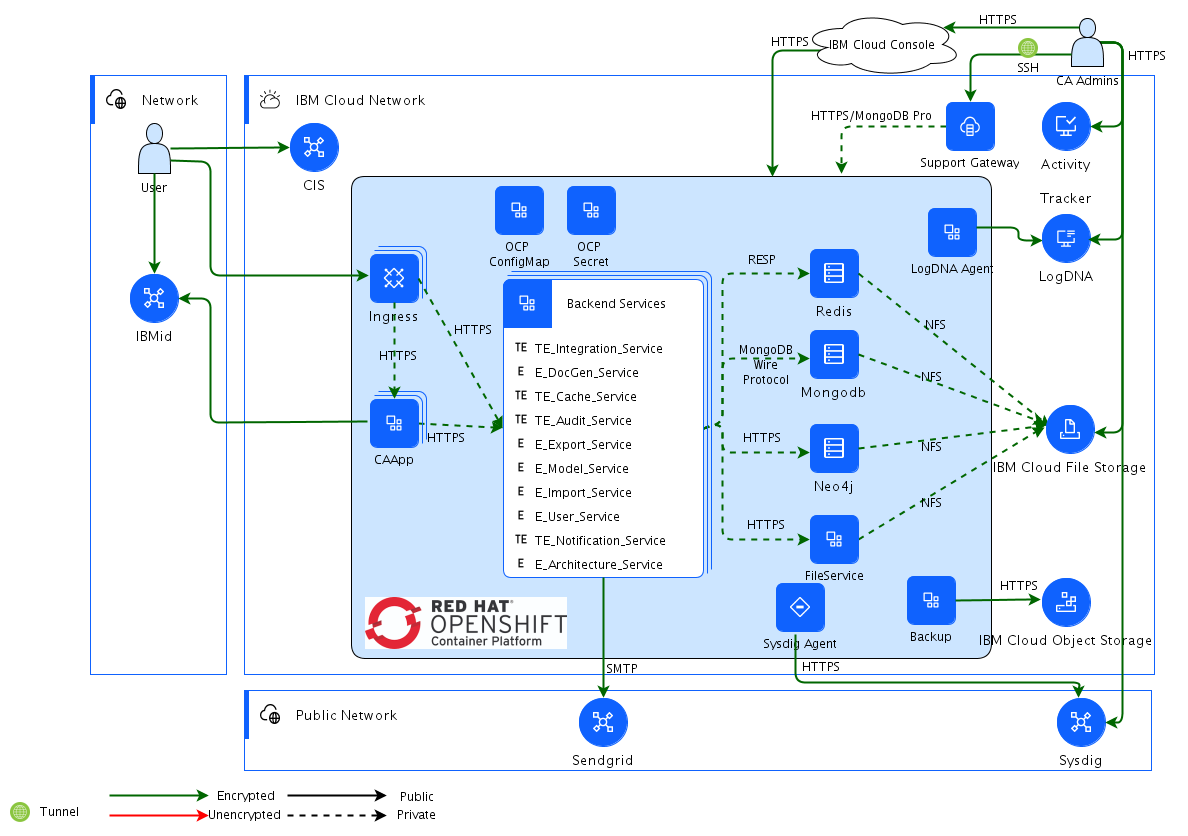 HTTPS
HTTPS
IBM Cloud Console
HTTPS
SSH
CA Admins
Network
IBM Cloud Network
HTTPS/MongoDB Pro
User
CIS
Support Gateway
Activity
Tracker
OCP
ConfigMap
OCP
Secret
LogDNA Agent
LogDNA
RESP
IBMid
Ingress
HTTPS
Backend Services
Redis
NFS
HTTPS
TE TE_Integration_Service
MongoDB
Wire
Protocol
E E_DocGen_Service
Mongodb
NFS
TE TE_Cache_Service
TE TE_Audit_Service
HTTPS
HTTPS
E E_Export_Service
NFS
CAApp
E E_Model_Service
IBM Cloud File Storage
Neo4j
E E_Import_Service
NFS
E E_User_Service
HTTPS
TE TE_Notification_Service
E E_Architecture_Service
FileService
HTTPS
RED HAT®
OPENSHIFT
Container Platform
Sysdig Agent
Backup
IBM Cloud Object Storage
SMTP
HTTPS
Public Network
Sendgrid
Sysdig
Tunnel
Encrypted
Public
Unencrypted
Private